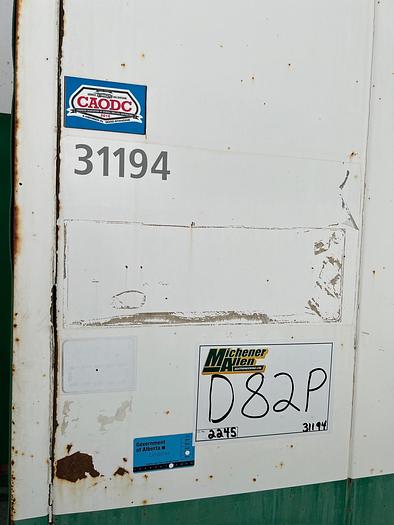 CAODC
31194
Michener
Allen
D82P
2245
31194
Government
of Alberta